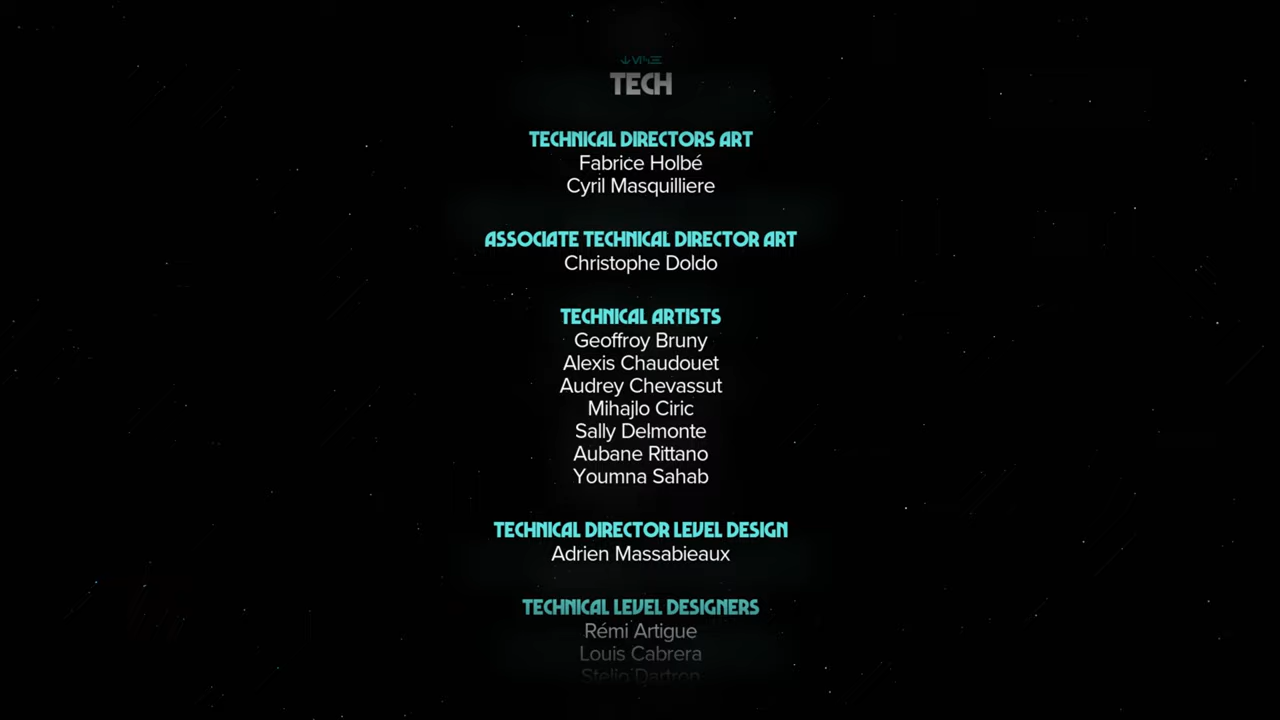 TECH
TECHNICAL DIRECTORS ART
Fabrice Holbé
Cyril Masquilliere
ASSOCIATE TECHNICAL DIRECTOR ART
Christophe Doldo
TECHNICAL ARTISTS
Geoffroy Bruny
Alexis Chaudouet
Audrey Chevassut
Mihajlo Ciric
Sally Delmonte
Aubane Rittano
Youmna Sahab
TECHNICAL DIRECTOR LEVEL DESIGN
Adrien Massabieaux
TECHNICAL LEVEL DESIGNERS
Rémi Artigue
Louis Cabrera
Stelio Dartron